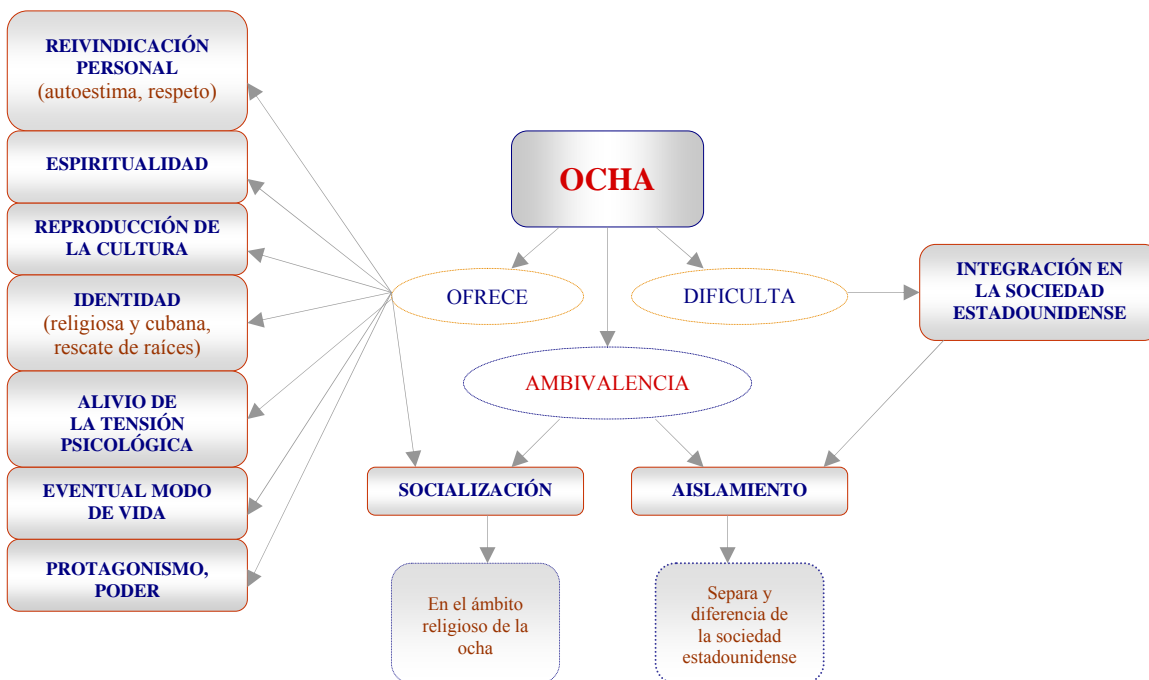 REIVINDICACIÓN
PERSONAL
(autoestima, respeto)
ESPIRITUALIDAD
REPRODUCCIÓN DE
LA CULTURA
IDENTIDAD
(religiosa y cubana,
rescate de raíces)
ALIVIO DE
LA TENSIÓN
PSICOLÓGICA
EVENTUAL MODO
DE VIDA
PROTAGONISMO,
PODER
OCHA
OFRECE
DIFICULTA
INTEGRACIÓN EN
LA SOCIEDAD
ESTADOUNIDENSE
AMBIVALENCIA
SOCIALIZACIÓN
AISLAMIENTO
En el ámbito
religioso de la
ocha
Separa y
diferencia de
la sociedad
estadounidense